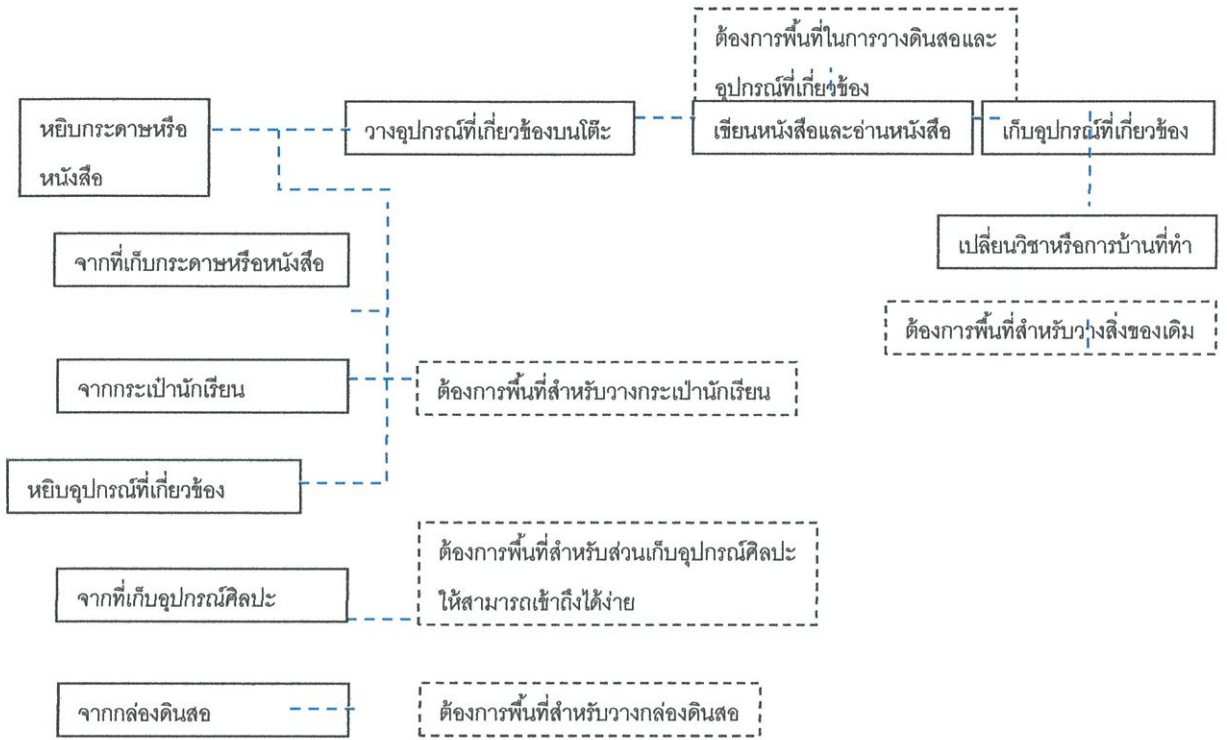 ต้องการพื้นที่ในการวางดินสอและ
อุปกรณ์ที่เกี่ยวข้อง
หยิบกระดาษหรือ
หนังสือ
วางอุปกรณ์ที่เกี่ยวข้องบนโต๊ะ
เขียนหนังสือและอ่านหนังสือ
เก็บอุปกรณ์ที่เกี่ยวข้อง
จากที่เก็บกระดาษหรือหนังสือ
เปลี่ยนวิชาหรือการบ้านที่ทำ
ต้องการพื้นที่สำหรับวางสิ่งของเดิม
จากกระเป๋านักเรียน
ต้องการพื้นที่สำหรับวางกระเป๋านักเรียน
หยิบอุปกรณ์ที่เกี่ยวข้อง
ต้องการพื้นที่สำหรับส่วนเก็บอุปกรณ์ศิลปะ
ให้สามารถเข้าถึงได้ง่าย
จากที่เก็บอุปกรณ์ศิลปะ
จากกล่องดินสอ
ต้องการพื้นที่สำหรับวางกล่องดินสอ